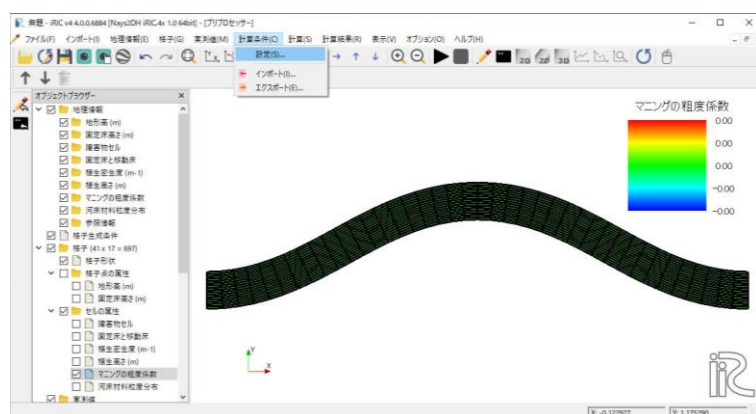 無題 - iRIC v4 4.0.0.6884 [Nays2DH iRIC.4x 1.0 64bit] - [プリプロセッサー]
ファイル(F) インポート(I) 地理情報(E) 格子(G) 実測値(M) 計算条件(C) 計算(S) 計算結果(R) 表示(V) オプション(O) ヘルプ(H)
設定(S)...
インポート(I)...
エクスポート(E)...
オブジェクトブラウザー
地理情報
地形高 (m)
固定床高さ (m)
障害物セル
固定床と移動床
植生密生度 (m-1)
植生高さ (m)
マニングの粗度係数
河床材料粒度分布
参照情報
格子生成条件
格子 (41 x 17 = 697)
格子形状
格子点の属性
地形高 (m)
固定床高さ (m)
セルの属性
障害物セル
固定床と移動床
植生密生度 (m-1)
植生高さ (m)
マニングの粗度係数
河床材料粒度分布
実測値
マニングの粗度係数
0.00
0.00
0.00
-0.00
-0.00
Y
X
iRIC
X: -0.122927
Y: 1.175290